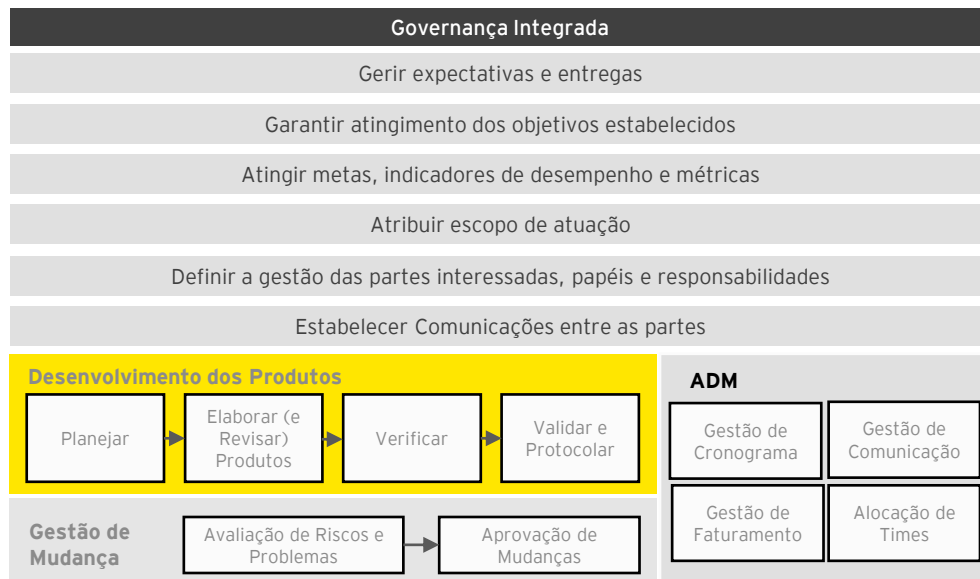 Governança Integrada
Gerir expectativas e entregas
Garantir atingimento dos objetivos estabelecidos
Atingir metas, indicadores de desempenho e métricas
Atribuir escopo de atuação
Definir a gestão das partes interessadas, papéis e responsabilidades
Estabelecer Comunicações entre as partes
Desenvolvimento dos Produtos
Planejar
Elaborar (e
Revisar)
Produtos
Verificar
Validar e
Protocolar
ADM
Gestão de
Cronograma
Gestão de
Comunicação
Gestão de
Faturamento
Alocação de
Times
Gestão de
Mudança
Avaliação de Riscos e
Problemas
Aprovação de
Mudanças